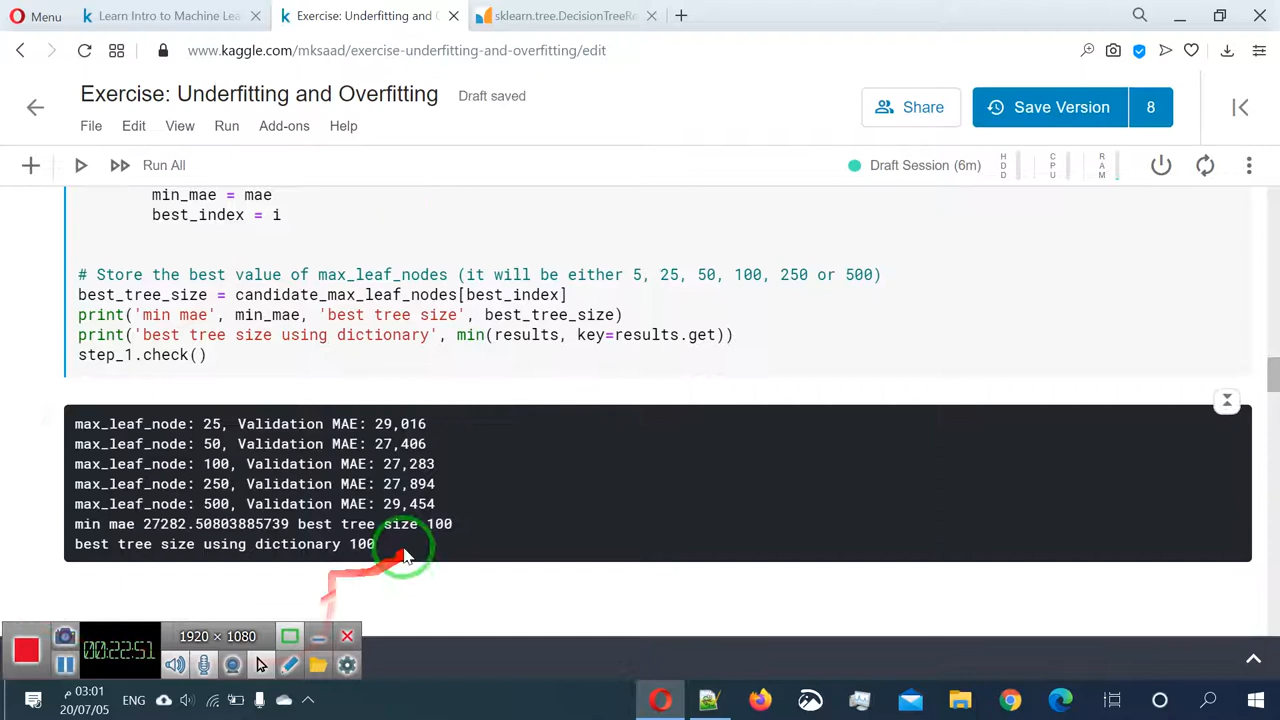 Menu
Learn Intro to Machine Lea
Exercise: Underfitting and O
sklearn.tree.DecisionTreeRe
www.kaggle.com/mksaad/exercise-underfitting-and-overfitting/edit
Exercise: Underfitting and Overfitting
Draft saved
Share
Save Version
8
File
Edit
View
Run
Add-ons
Help
Run All
Draft Session (6m)
HDD
CPU
RAM
min_mae = mae
best_index = i
# Store the best value of max_leaf_nodes (it will be either 5, 25, 50, 100, 250 or 500)
best_tree_size = candidate_max_leaf_nodes[best_index]
print('min mae', min_mae, 'best tree size', best_tree_size)
print('best tree size using dictionary', min(results, key=results.get))
step_1.check()
max_leaf_node: 25, Validation MAE: 29,016
max_leaf_node: 50, Validation MAE: 27,406
max_leaf_node: 100, Validation MAE: 27,283
max_leaf_node: 250, Validation MAE: 27,894
max_leaf_node: 500, Validation MAE: 29,454
min mae 27282.50803885739 best tree size 100
best tree size using dictionary 100
1920 × 1080
00:22:51
ENG
03:01 م
20/07/05